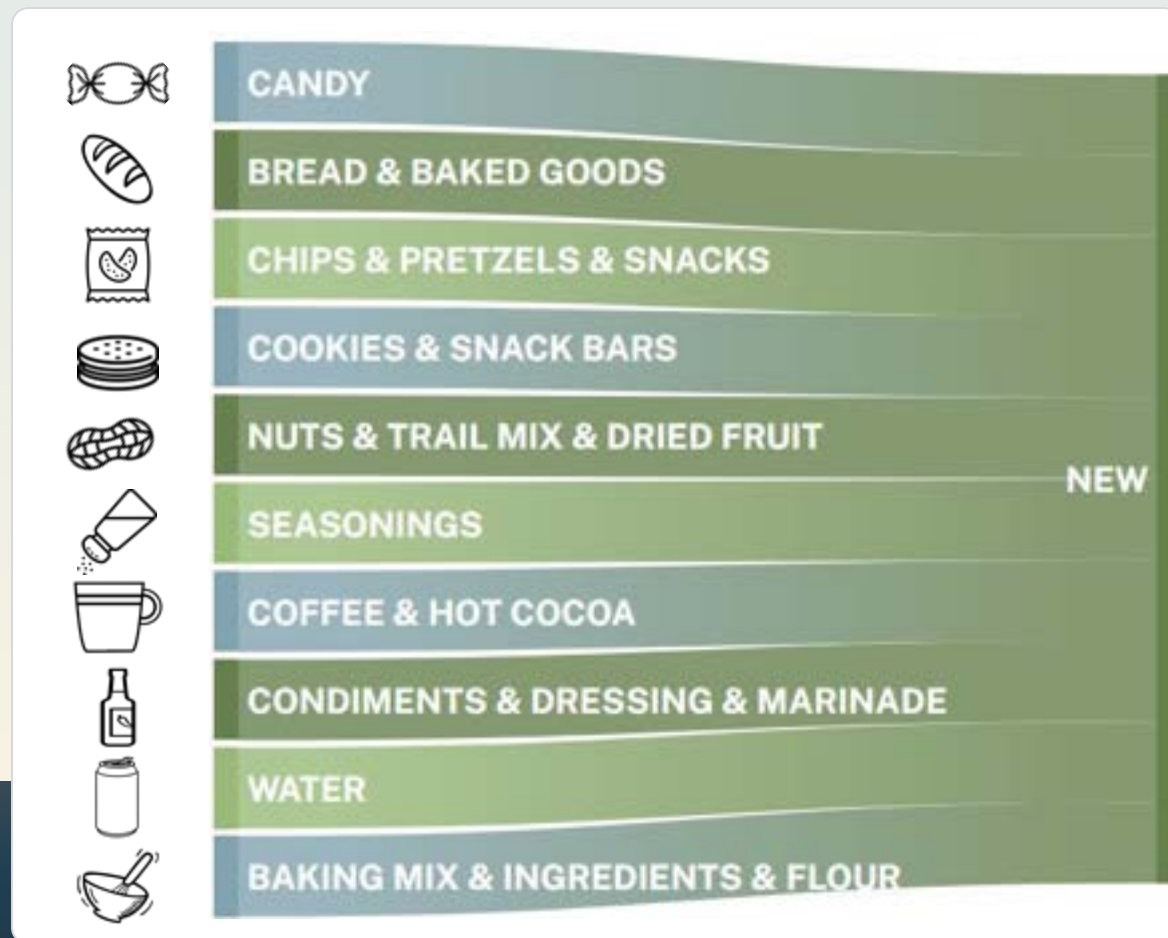 CANDY
BREAD & BAKED GOODS
CHIPS & PRETZELS & SNACKS
COOKIES & SNACK BARS
NUTS & TRAIL MIX & DRIED FRUIT
NEW
SEASONINGS
COFFEE & HOT COCOA
CONDIMENTS & DRESSING & MARINADE
WATER
BAKING MIX & INGREDIENTS & FLOUR